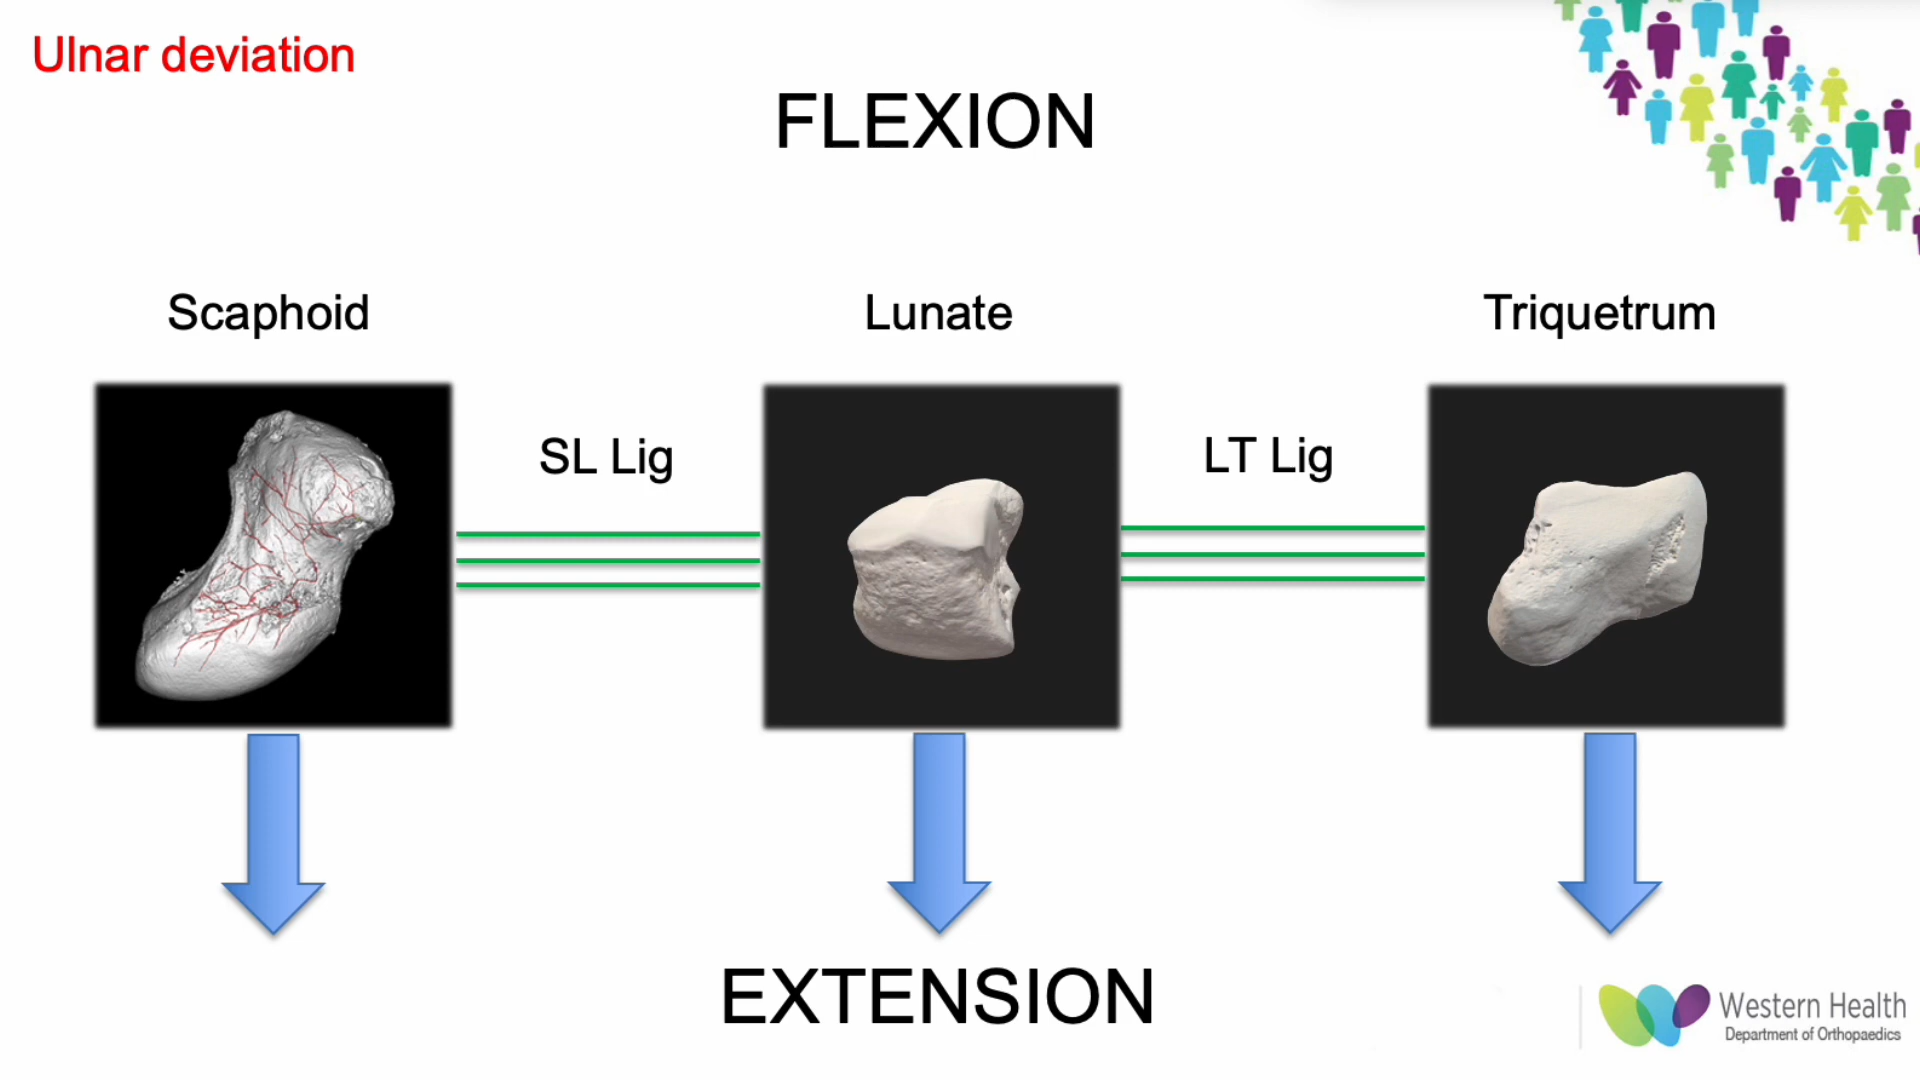 Ulnar deviation
FLEXION
Scaphoid
Lunate
Triquetrum
SL Lig
LT Lig
EXTENSION
Western Health
Department of Orthopaedics